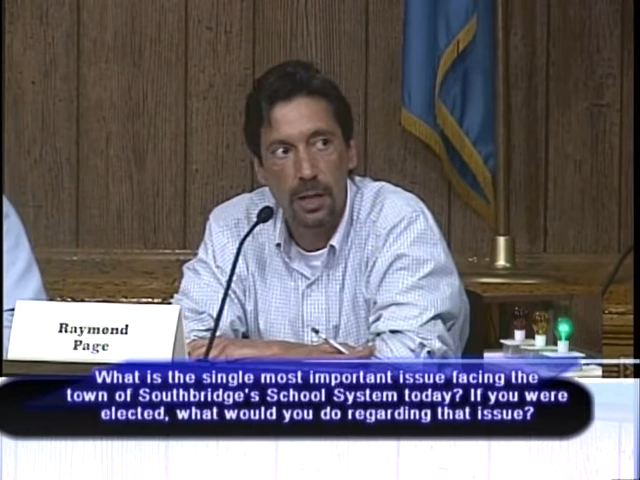 Raymond
Page
What is the single most important issue facing the
town of Southbridge's School System today? If you were
elected, what would you do regarding that issue?